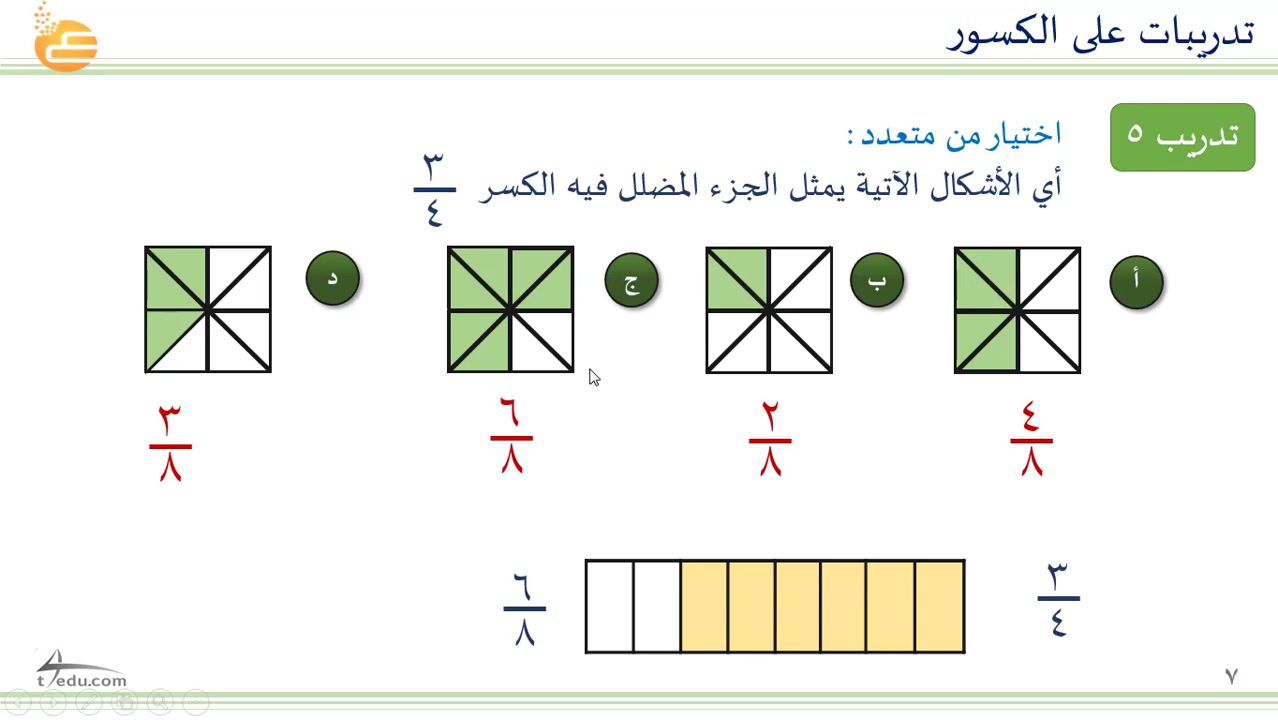 تدريبات على الكسور
تدريب ٥
اختيار من متعدد :
أي الأشكال الآتية يمثل الجزء المضلل فيه الكسر ٣/٤
أ
ب
ج
د
٤/٨
٢/٨
٦/٨
٣/٨
٣/٤
٦/٨
t4edu.com
٧